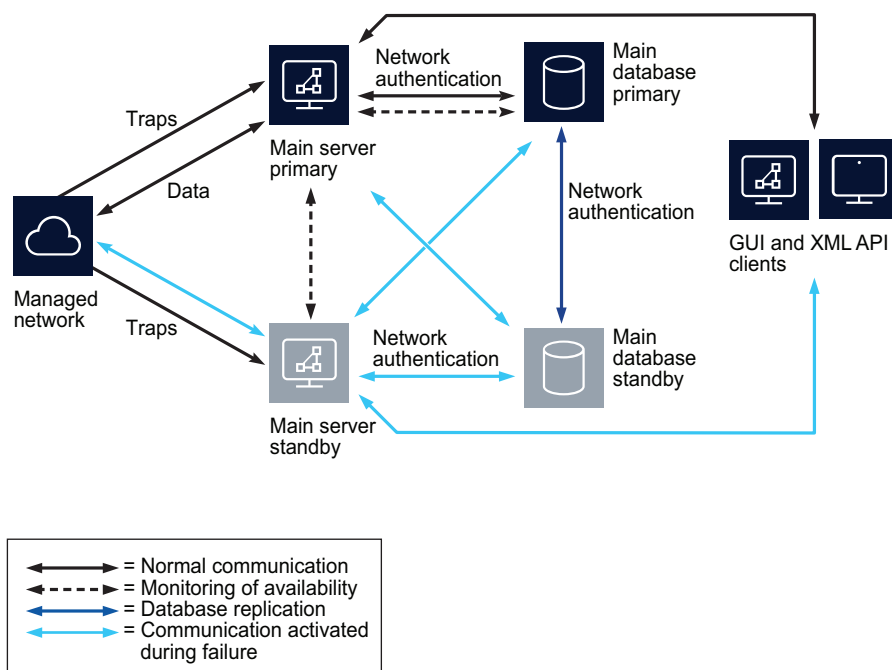 Network
authentication
Main
database
primary
Traps
Main server
primary
Data
Network
authentication
GUI and XML API
clients
Managed
network
Traps
Network
authentication
Main
database
standby
Main server
standby
= Normal communication
= Monitoring of availability
= Database replication
= Communication activated
during failure